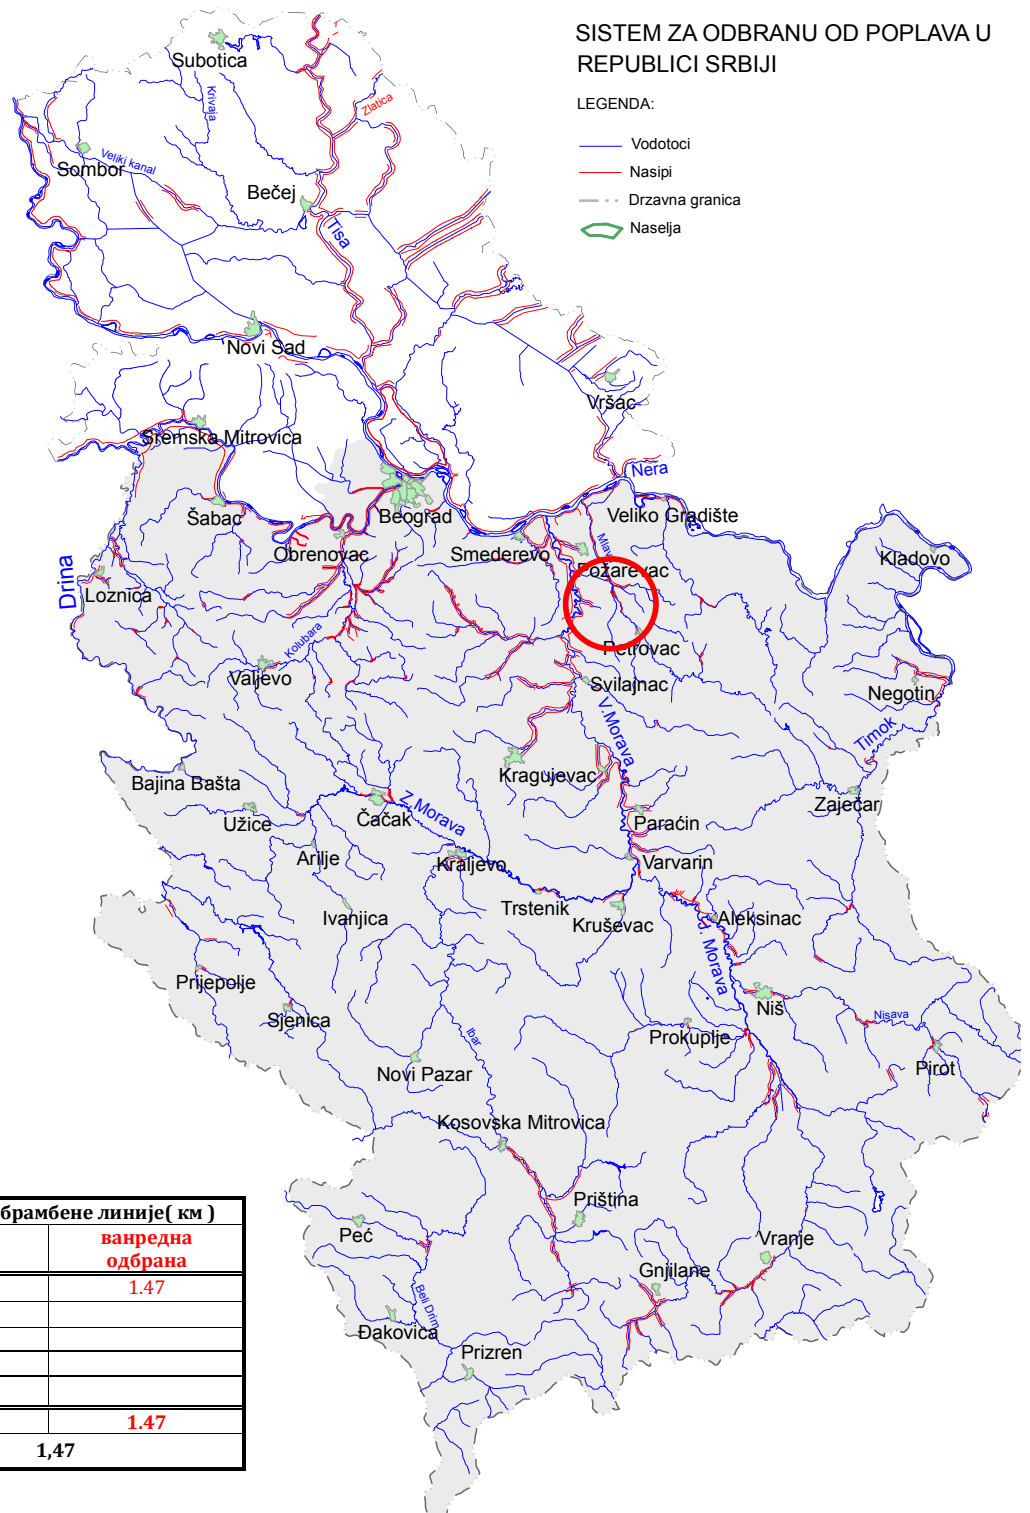 SISTEM ZA ODBRANU OD POPLAVA U
REPUBLICI SRBIJI
LEGENDA:
Vodotoci
Nasipi
Drzavna granica
Naselja
Subotica
Krivaja
Zlatica
Sombor
Veliki kanal
Bečej
Tisa
Novi Sad
Vršac
Sremska Mitrovica
Nera
Šabac
Beograd
Veliko Gradište
Obrenovac
Smederevo
Kladovo
Požarevac
Drina
Loznica
Kolubara
Petrovac
Valjevo
Svilajnac
Negotin
V.Morava
Timok
Kragujevac
Bajina Bašta
Zaječar
Užice
Čačak
Z.Morava
Paraćin
Arilje
Kraljevo
Varvarin
Trstenik
Ivanjica
Kruševac
Aleksinac
J. Morava
Prijepolje
Sjenica
Niš
Nisava
Ibar
Prokuplje
Pirot
Novi Pazar
Kosovska Mitrovica
Priština
Peć
Vranje
Gnjilane
Beli Drim
Đakovica
Prizren
брамбене линије( км )
ванредна
одбрана
1.47
1.47
1,47